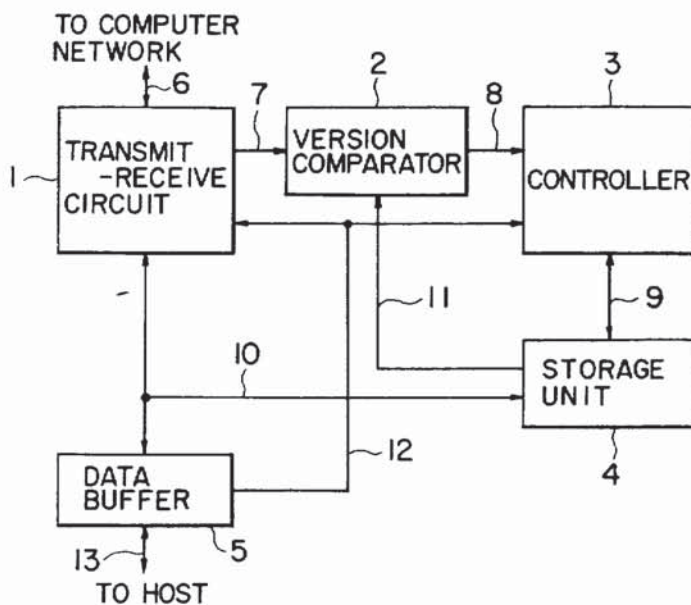 TO COMPUTER
NETWORK
6
7
2
8
3
1
TRANSMIT
-RECEIVE
CIRCUIT
VERSION
COMPARATOR
CONTROLLER
11
9
10
STORAGE
UNIT
12
4
DATA
BUFFER
13
5
TO HOST